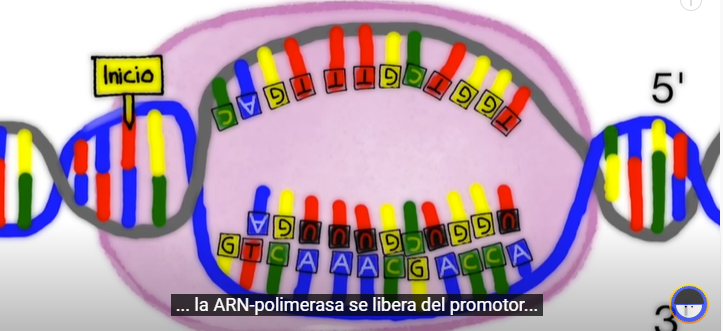 Inicio
5'
C A G T T T G C T G G T
A G U U U G C U G G U
G T C A A A C G A C C A
... la ARN-polimerasa se libera del promotor...
3